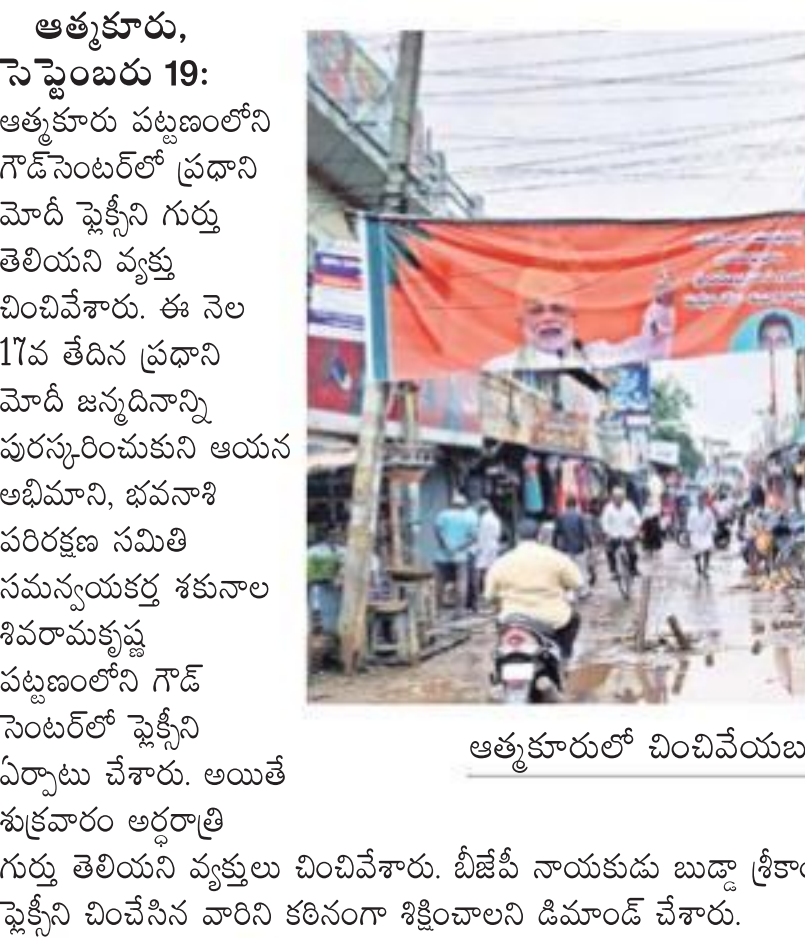 ఆత్మకూరు,
సెప్టెంబరు 19:
ఆత్మకూరు పట్టణంలోని
గౌడ్‌సెంటర్‌లో ప్రధాని
మోదీ ఫ్లెక్సీని గుర్తు
తెలియని వ్యక్తు
చించివేశారు. ఈ నెల
17వ తేదిన ప్రధాని
మోదీ జన్మదినాన్ని
పురస్కరించుకుని ఆయన
అభిమాని, భవనాశి
పరిరక్షణ సమితి
సమన్వయకర్త శకునాల
శివరామకృష్ణ
పట్టణంలోని గౌడ్
సెంటర్‌లో ఫ్లెక్సీని
ఏర్పాటు చేశారు. అయితే
శుక్రవారం అర్ధరాత్రి
గుర్తు తెలియని వ్యక్తులు చించివేశారు. బీజేపీ నాయకుడు బుడ్డా
ఫ్లెక్సీని చించేసిన వారిని కఠినంగా శిక్షించాలని డిమాండ్ చేశారు.
ఆత్మకూరులో